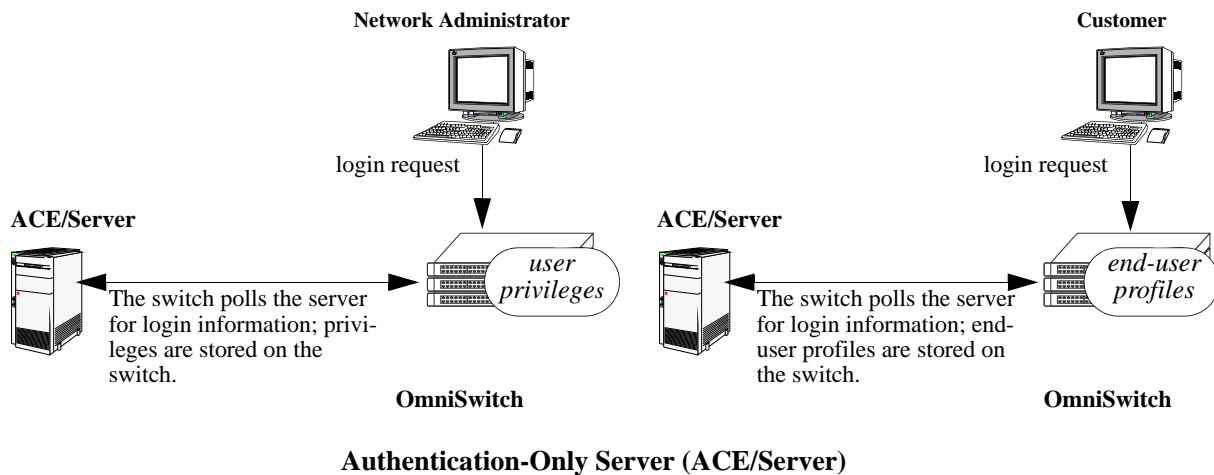 Network Administrator
login request
ACE/Server
user
privileges
The switch polls the server
for login information; privi-
leges are stored on the
switch.
OmniSwitch
Customer
login request
ACE/Server
end-user
profiles
The switch polls the server
for login information; end-
user profiles are stored on
the switch.
OmniSwitch
Authentication-Only Server (ACE/Server)